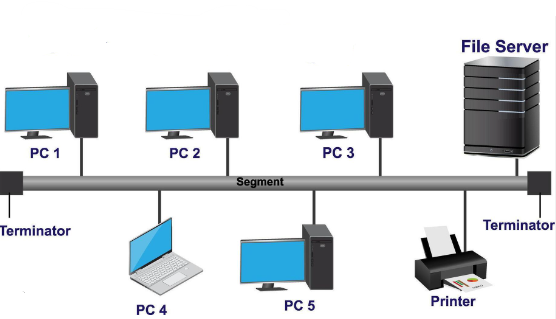 File Server
PC 1
PC 2
PC 3
Segment
Terminator
Terminator
PC 4
PC 5
Printer